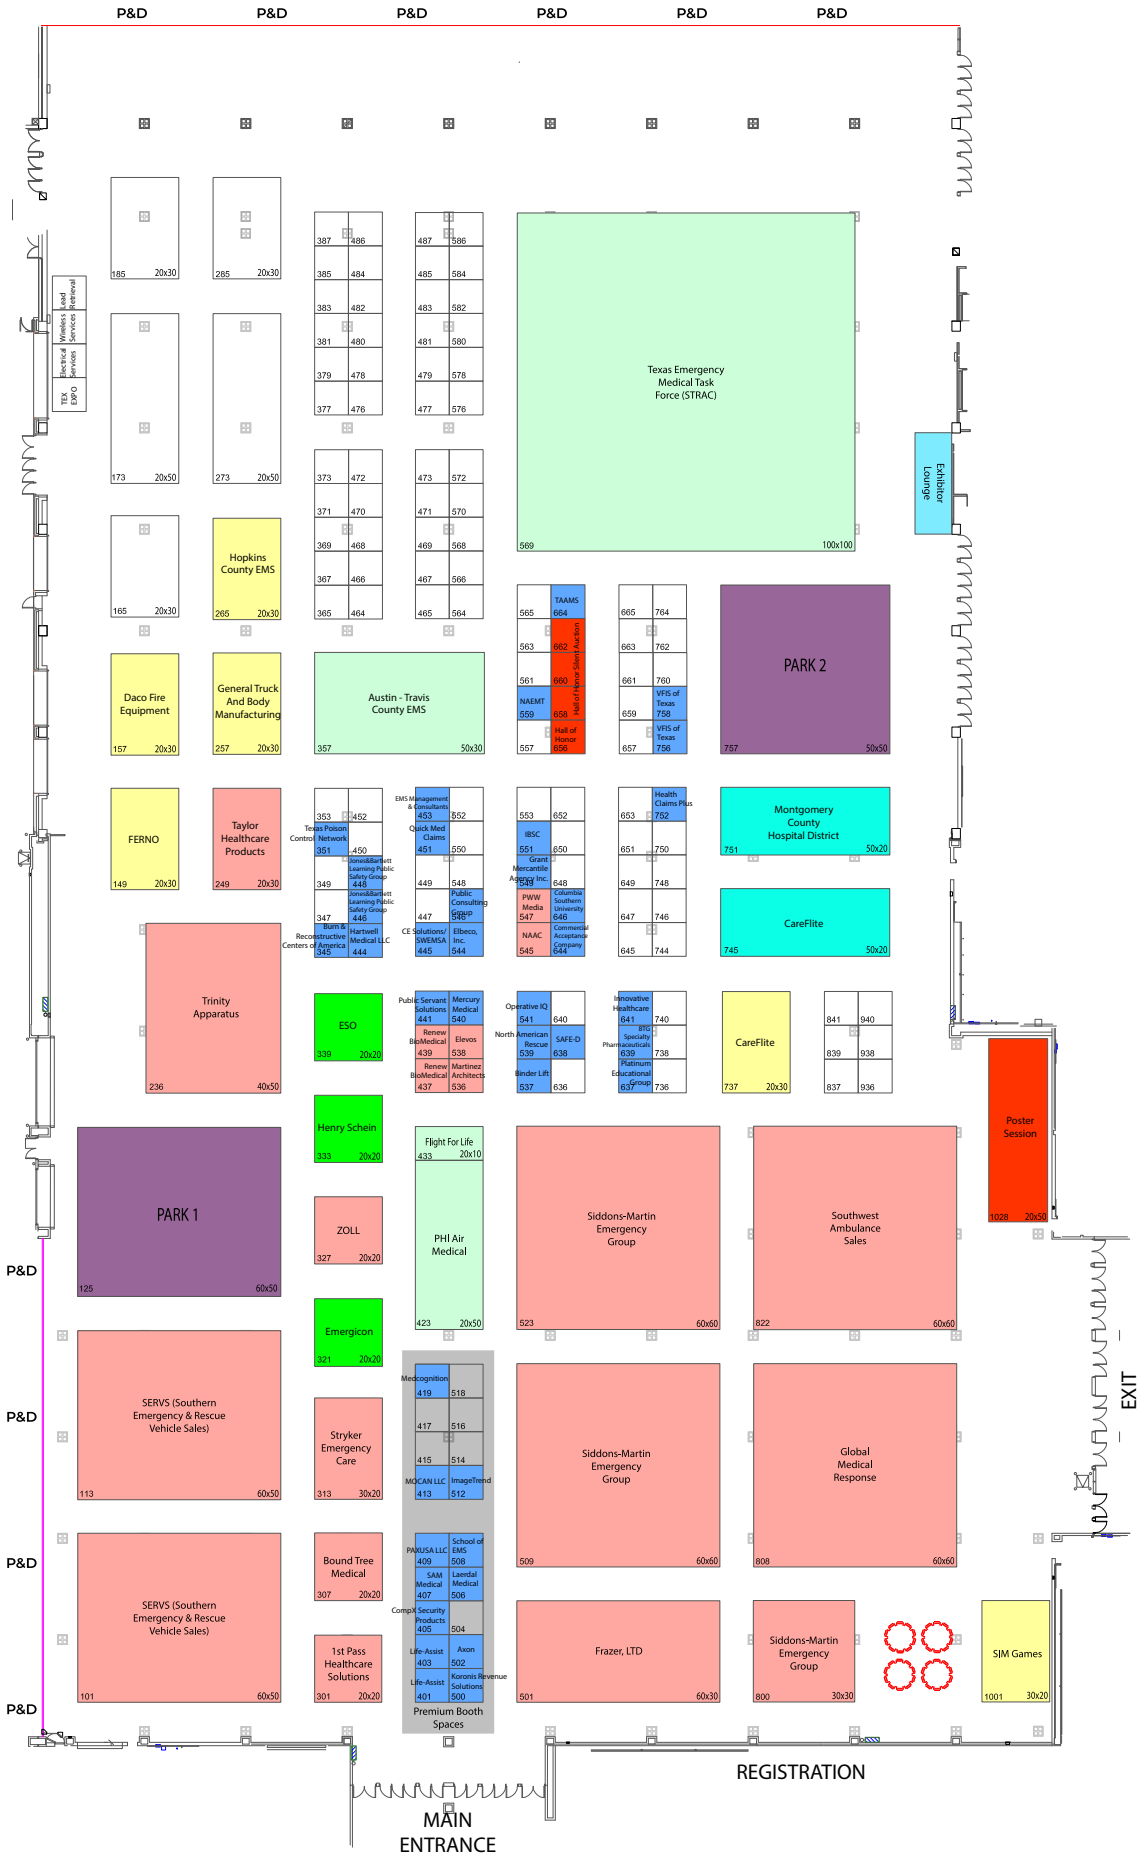 P&D
P&D
P&D
P&D
P&D
P&D
387
486
487
586
185
20x30
285
20x30
385
484
485
584
Lead
Retrieval
383
482
483
582
Wireless
Services
381
480
481
580
Electrical
Services
379
478
479
578
TEX
EXPO
377
476
477
576
Texas Emergency
Medical Task
Force (STRAC)
569
100x100
Exhibitor
Lounge
173
20x50
273
20x50
373
472
473
572
371
470
471
570
369
468
469
568
367
466
467
566
365
464
465
564
165
20x30
Hopkins
County EMS
265
20x30
565
TAAMS
664
563
662
561
660
Hall of Honor Silent Auction
NAEMT
559
658
557
Hall of
Honor
656
665
764
663
762
661
760
659
VFIS of
Texas
758
657
VFIS of
Texas
756
PARK 2
757
50x50
Daco Fire
Equipment
157
20x30
General Truck
And Body
Manufacturing
257
20x30
Austin - Travis
County EMS
357
50x30
FERNO
149
20x30
Taylor
Healthcare
Products
249
20x30
353
452
Texas Poison
Control Network
351
450
349
Jones&Bartlett
Learning Public
Safety Group
448
347
Jones&Bartlett
Learning Public
Safety Group
446
Burn &
Reconstructive
Centers of America
345
Hartwell
Medical LLC
444
EMS Management
& Consultants
453
552
Quick Med
Claims
451
550
449
548
447
Public
Consulting
Group
546
CE Solutions/
SWEMSA
445
Elbeco,
Inc.
544
553
652
IBSC
551
650
Grant
Mercantile
Agency Inc.
549
648
PWW
Media
547
Columbia
Southern
University
646
NAAC
545
Commercial
Acceptance
Company
644
653
Health
Claims Plus
752
651
750
649
748
647
746
645
744
Montgomery
County
Hospital District
751
50x20
CareFlite
745
50x20
Trinity
Apparatus
236
40x50
ESO
339
20x20
Public Servant
Solutions
441
Mercury
Medical
540
Renew
BioMedical
439
Elevos
538
Renew
BioMedical
437
Martinez
Architects
536
Operative IQ
541
640
North American
Rescue
539
SAFE-D
638
Binder Lift
537
636
Innovative
Healthcare
641
740
BTG
Specialty
Pharmaceuticals
639
738
Platinum
Educational
Group
637
736
CareFlite
737
20x30
841
940
839
938
837
936
Poster
Session
1028
20x50
PARK 1
125
60x50
Henry Schein
333
20x20
ZOLL
327
20x20
Emergicon
321
20x20
Flight For Life
433
20x10
PHI Air
Medical
423
20x50
Siddons-Martin
Emergency
Group
523
60x60
Southwest
Ambulance
Sales
822
60x60
P&D
P&D
P&D
P&D
SERVS (Southern
Emergency & Rescue
Vehicle Sales)
113
60x50
Stryker
Emergency
Care
313
30x20
Medcognition
419
518
417
516
415
514
MOCAN LLC
413
ImageTrend
512
Siddons-Martin
Emergency
Group
509
60x60
Global
Medical
Response
808
60x60
EXIT
SERVS (Southern
Emergency & Rescue
Vehicle Sales)
101
60x50
Bound Tree
Medical
307
20x20
1st Pass
Healthcare
Solutions
301
20x20
PAXUSA LLC
409
School of
EMS
508
SAM
Medical
407
Laerdal
Medical
506
CompX Security
Products
405
504
Life-Assist
403
Axon
502
Life-Assist
401
Koronis Revenue
Solutions
500
Premium Booth
Spaces
Frazer, LTD
501
60x30
Siddons-Martin
Emergency
Group
800
30x30
SJM Games
1001
30x20
REGISTRATION
MAIN
ENTRANCE